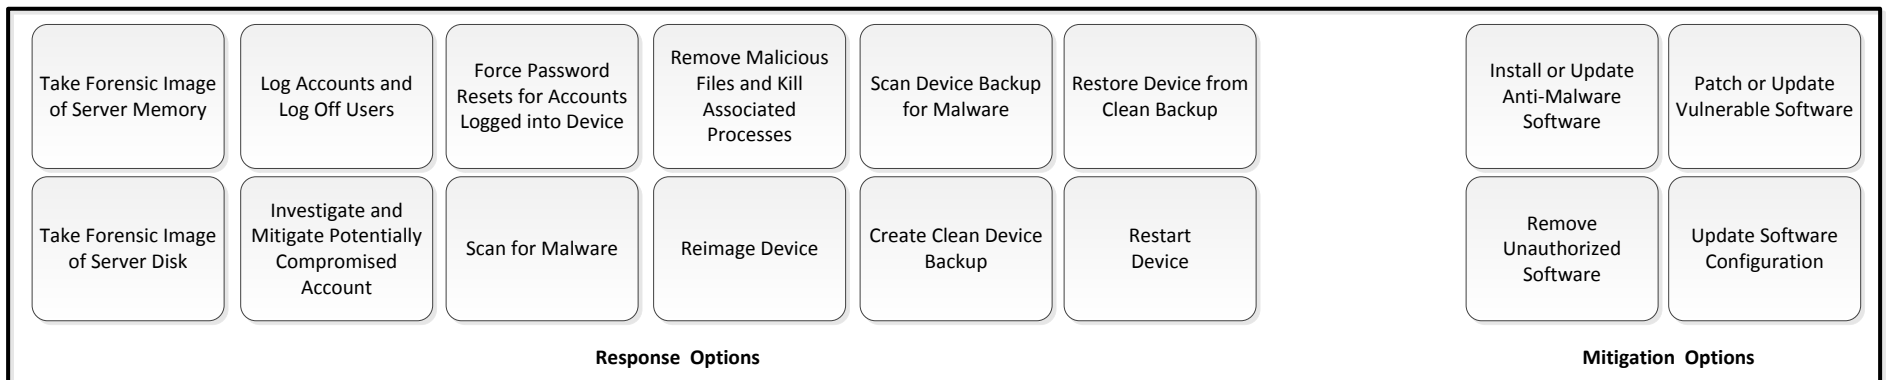 Take Forensic Image
of Server Memory
Log Accounts and
Log Off Users
Force Password
Resets for Accounts
Logged into Device
Remove Malicious
Files and Kill
Associated
Processes
Scan Device Backup
for Malware
Restore Device from
Clean Backup
Install or Update
Anti-Malware
Software
Patch or Update
Vulnerable Software
Take Forensic Image
of Server Disk
Investigate and
Mitigate Potentially
Compromised
Account
Scan for Malware
Reimage Device
Create Clean Device
Backup
Restart
Device
Remove
Unauthorized
Software
Update Software
Configuration
Response Options
Mitigation Options